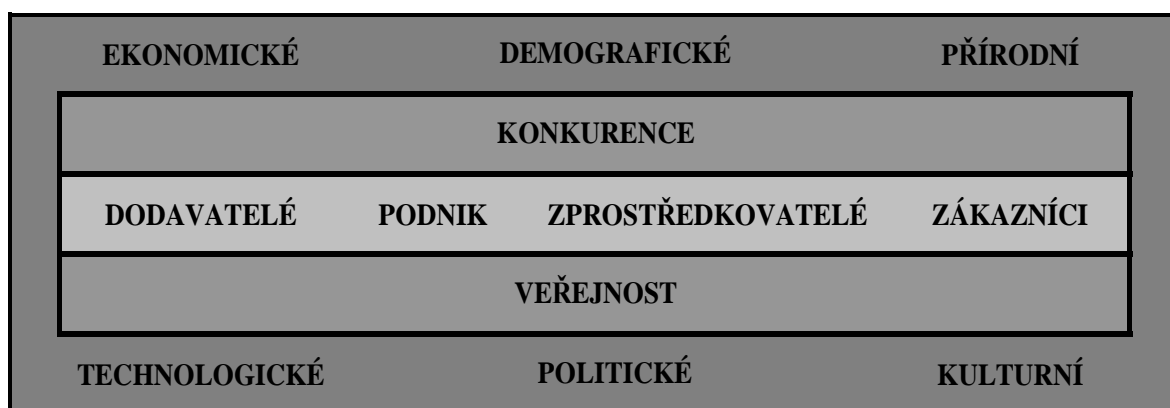 EKONOMICKÉ DEMOGRAFICKÉ PŘÍRODNÍ
KONKURENCE
DODAVATELÉ PODNIK ZPROSTŘEDKOVATELÉ ZÁKAZNÍCI
VEŘEJNOST
TECHNOLOGICKÉ POLITICKÉ KULTURNÍ